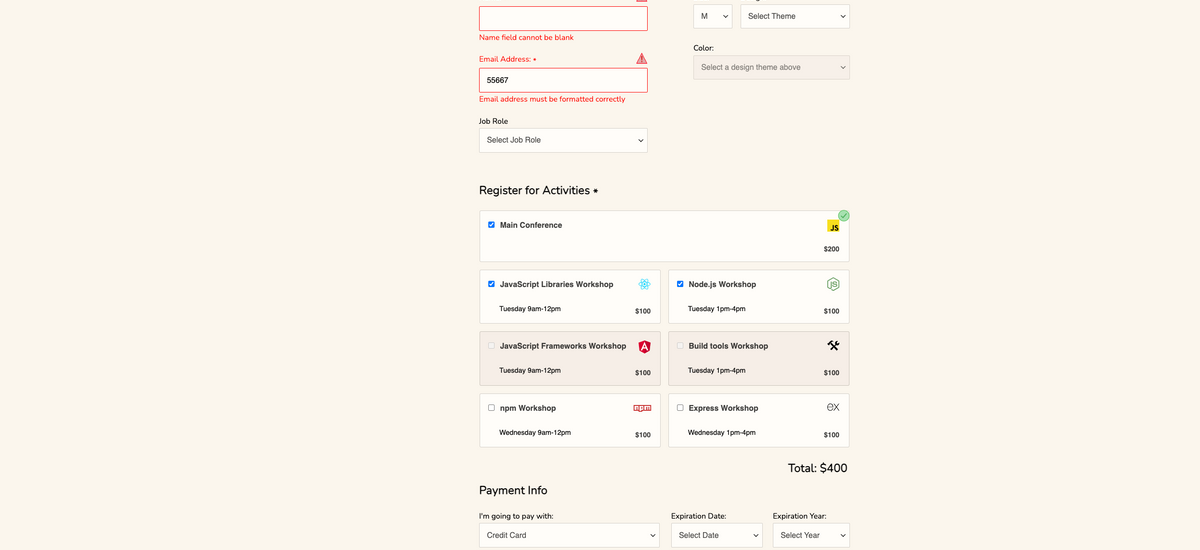 M
Select Theme
Name field cannot be blank
Color:
Email Address: *
Select a design theme above
55667
Email address must be formatted correctly
Job Role
Select Job Role
Register for Activities *
Main Conference
JS
$200
JavaScript Libraries Workshop
Tuesday 9am-12pm
$100
Node.js Workshop
JS
Tuesday 1pm-4pm
$100
JavaScript Frameworks Workshop
A
Tuesday 9am-12pm
$100
Build tools Workshop
Tuesday 1pm-4pm
$100
npm Workshop
npm
Wednesday 9am-12pm
$100
Express Workshop
ex
Wednesday 1pm-4pm
$100
Total: $400
Payment Info
I'm going to pay with:
Credit Card
Expiration Date:
Select Date
Expiration Year:
Select Year